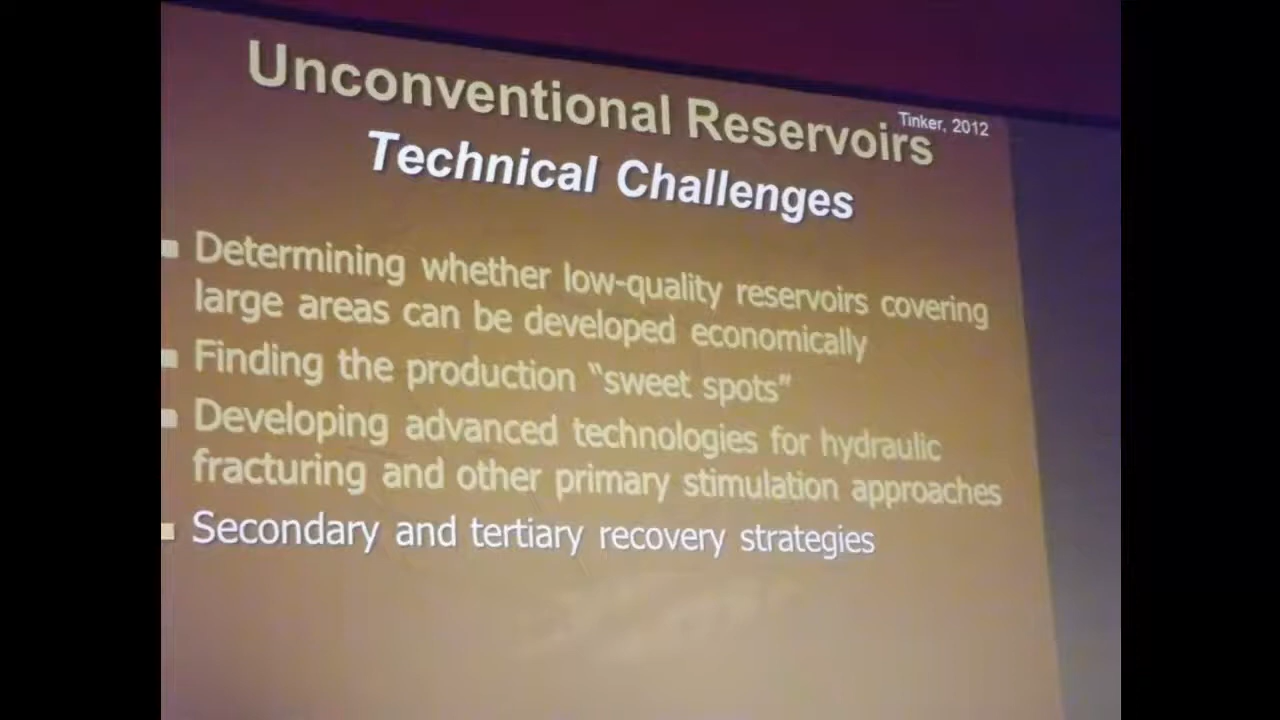 Unconventional Reservoirs
Tinker, 2012
Technical Challenges
Determining whether low-quality reservoirs covering
large areas can be developed economically
Finding the production “sweet spots”
Developing advanced technologies for hydraulic
fracturing and other primary stimulation approaches
Secondary and tertiary recovery strategies